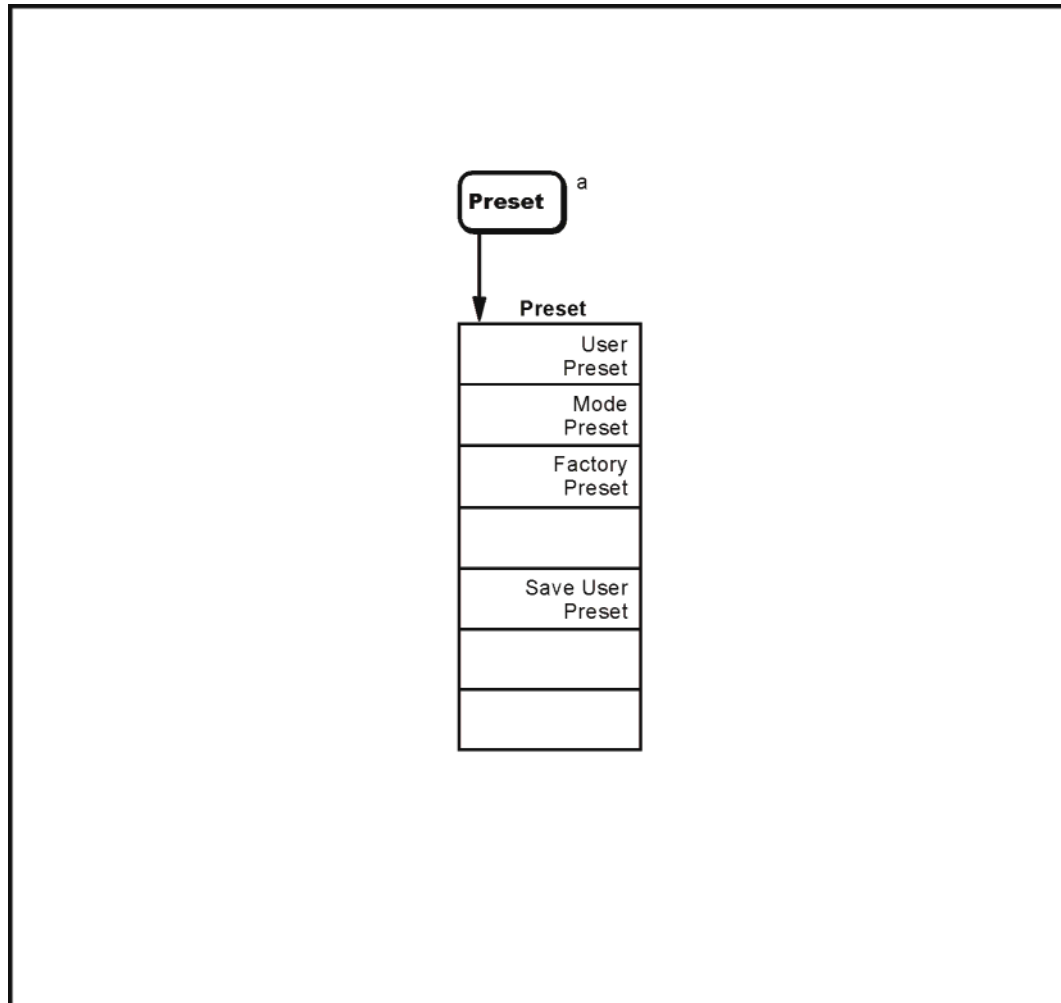 Preset
a
Preset
User
Preset
Mode
Preset
Factory
Preset
Save User
Preset